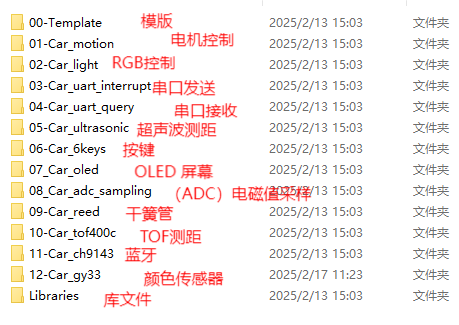 00-Template 模版 2025/2/13 15:03 文件夹
01-Car_motion 电机控制 2025/2/13 15:03 文件夹
02-Car_light RGB控制 2025/2/13 15:03 文件夹
03-Car_uart_interrupt 串口发送 2025/2/13 15:03 文件夹
04-Car_uart_query 串口接收 2025/2/13 15:03 文件夹
05-Car_ultrasonic 超声波测距 2025/2/13 15:03 文件夹
06-Car_6keys 按键 2025/2/13 15:03 文件夹
07_Car_oled OLED 屏幕 2025/2/13 15:03 文件夹
08_Car_adc_sampling （ADC）电磁值采样 2025/2/13 15:03 文件夹
09-Car_reed 干簧管 2025/2/13 15:03 文件夹
10-Car_tof400c TOF测距 2025/2/13 15:03 文件夹
11-Car_ch9143 蓝牙 2025/2/13 15:03 文件夹
12-Car_gy33 颜色传感器 2025/2/17 11:23 文件夹
Libraries 库文件 2025/2/13 15:03 文件夹